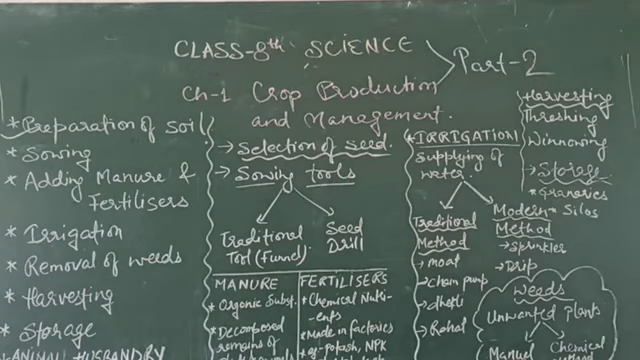 CLASS-8th SCIENCE
Part-2
Ch-1 Crop Production
and Management.
* Preparation of soil
* Sowing
* Adding Manure &
Fertilisers
* Irrigation
* Removal of weeds
* Harvesting
* Storage
*ANIMAL HUSBANDRY
→ Selection of seed.
→ Sowing tools
Traditional
Tool (Funnel)
Seed
Drill
MANURE
* Organic Subst.
* Decomposed
remains of
FERTILISERS
* Chemical Nutri-
-ents
* Made in factories
* eg-potash, NPK
* IRRIGATION
Supplying of
water.
Traditional
Method
→ moat
→ chain pump
→ dhekli
→ Rahat
Modern
Method
→ Sprinkler
→ Drip
Harvesting
Threshing
Winnowing
→ Storage
* Granaries
* Silos
Weeds
Unwanted plants
Manual
Chemical